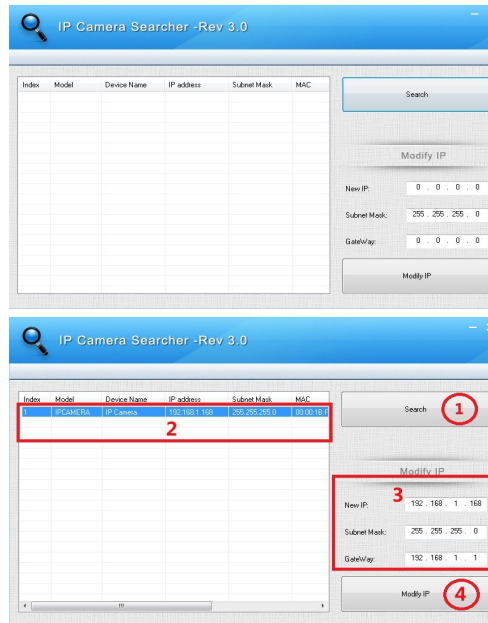 IP Camera Searcher -Rev 3.0
Index Model Device Name IP address Subnet Mask MAC
Search
Modify IP
New IP: 0 . 0 . 0 . 0
Subnet Mask: 255 . 255 . 255 . 0
GateWay: 0 . 0 . 0 . 0
Modify IP
IP Camera Searcher -Rev 3.0
Index Model Device Name IP address Subnet Mask MAC
1 IPCAMERA IP Camera 192.168.1.168 255.255.255.0 00:00:1B:F
2
Search 1
Modify IP
3
New IP: 192 . 168 . 1 . 168
Subnet Mask: 255 . 255 . 255 . 0
GateWay: 192 . 168 . 1 . 1
Modify IP 4